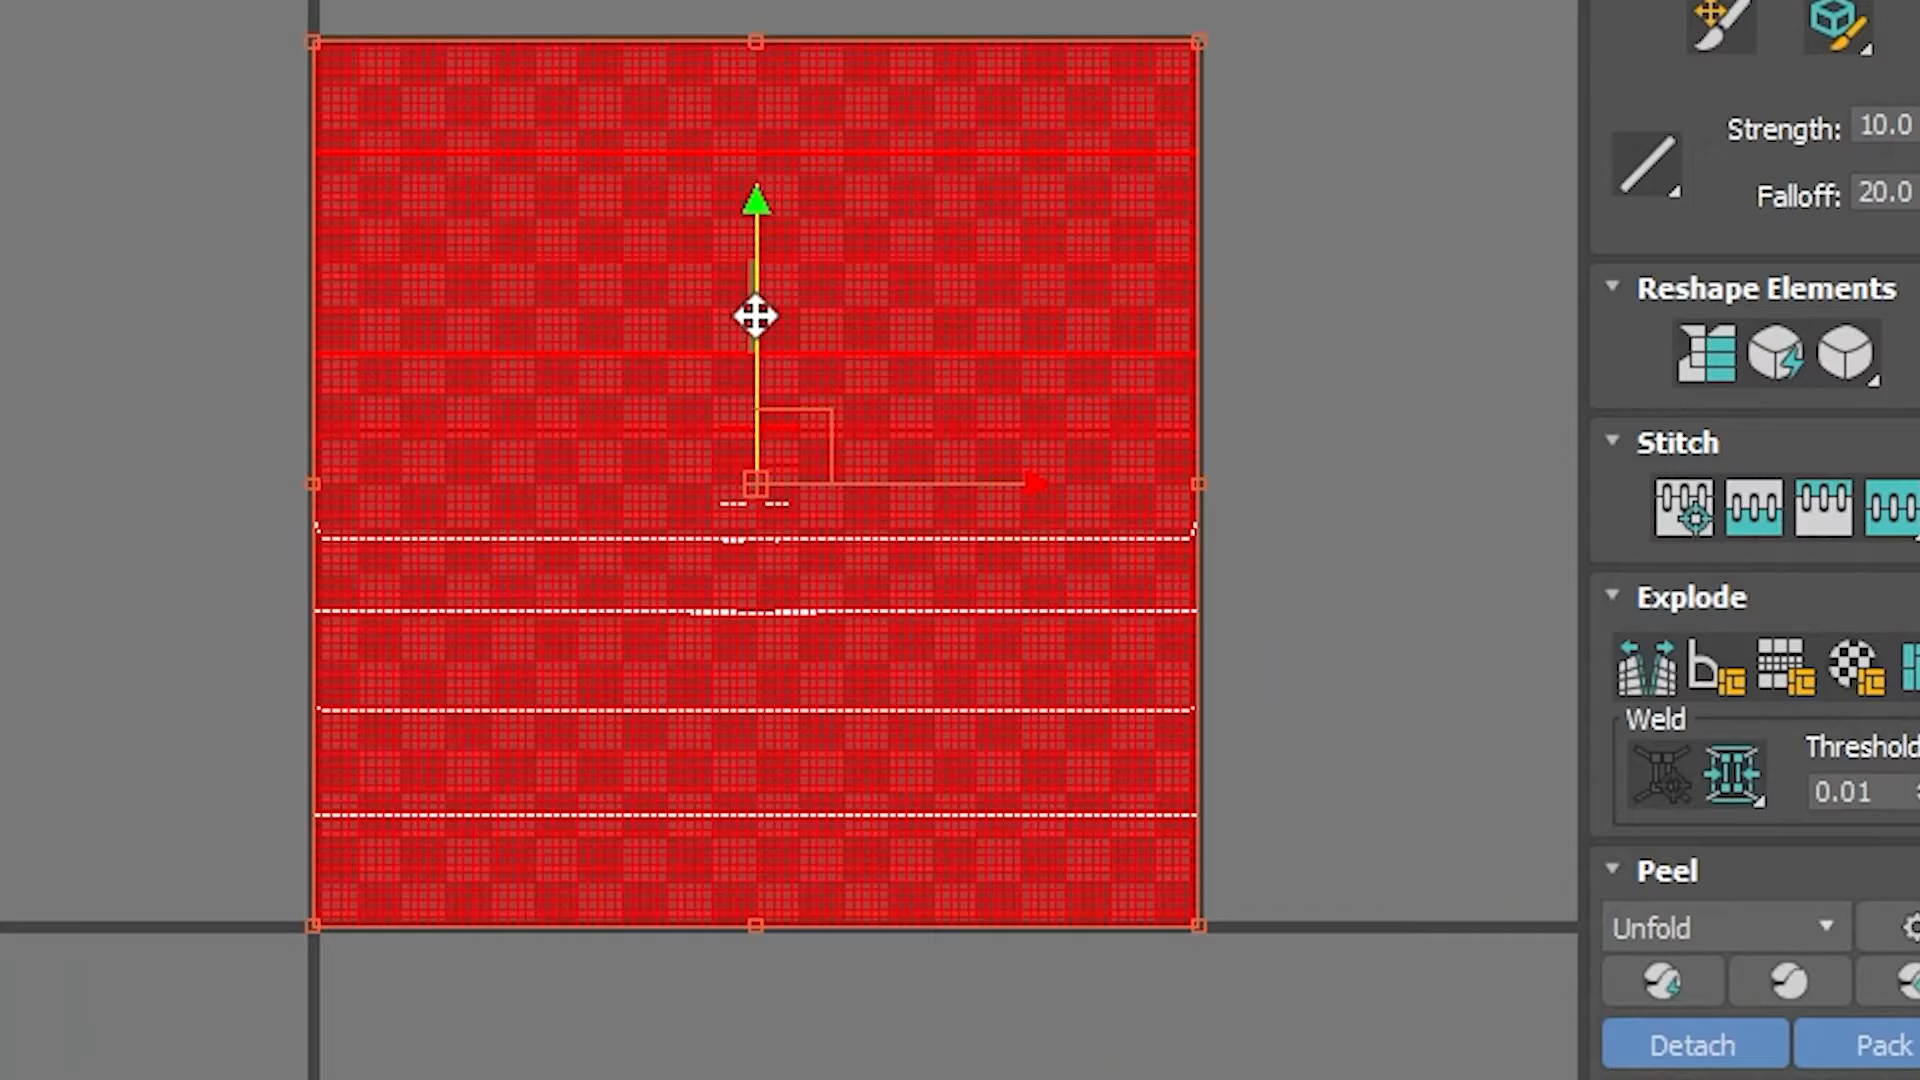 Strength: 10.0
Falloff: 20.0
Reshape Elements
Stitch
Explode
Weld
Threshold
0.01
Peel
Unfold
Detach
Pack